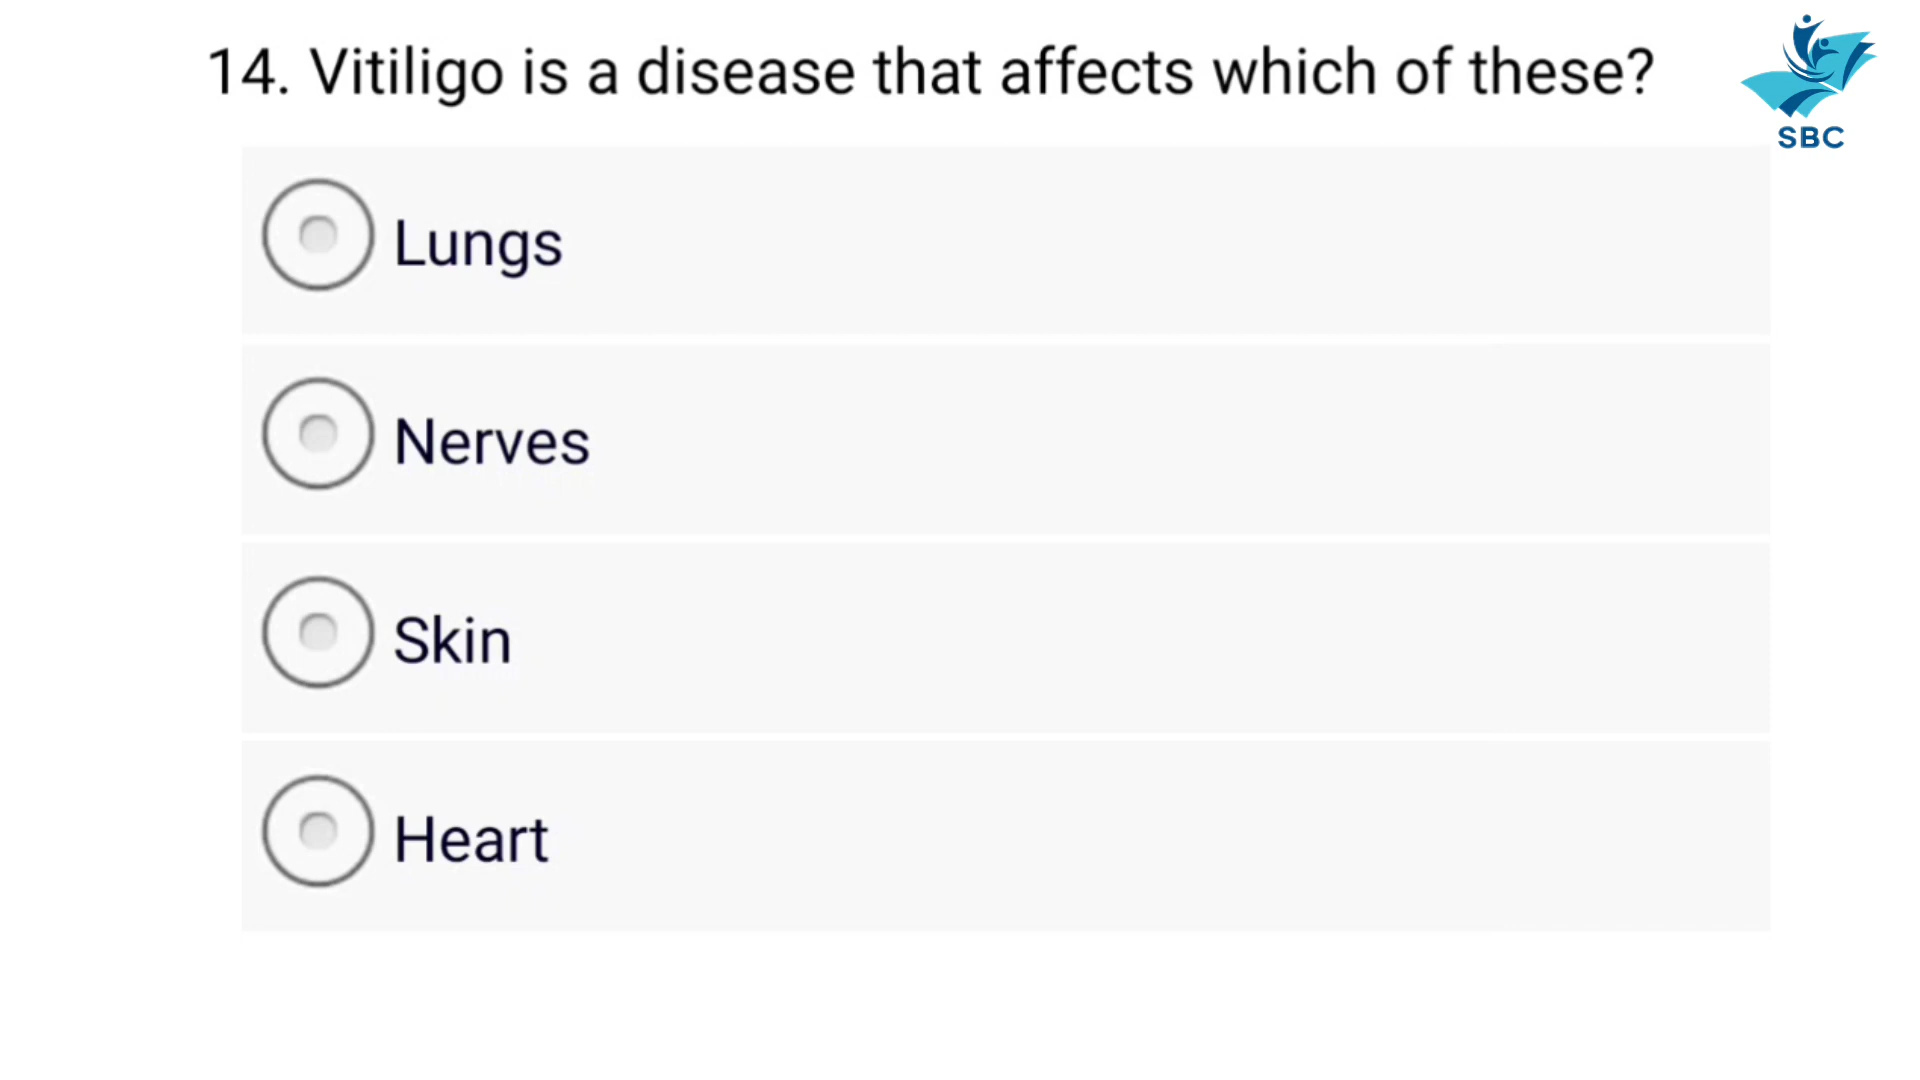 14. Vitiligo is a disease that affects which of these?
SBC
Lungs
Nerves
Skin
Heart